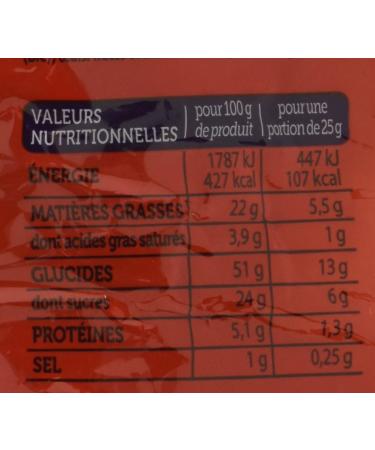 VALEURS NUTRITIONNELLES pour 100 g de produit pour une portion de 25 g
ÉNERGIE 1787 kJ 427 kcal 447 kJ 107 kcal
MATIÈRES GRASSES 22 g 5,5 g
dont acides gras saturés 3,9 g 1 g
GLUCIDES 51 g 13 g
dont sucres 24 g 6 g
PROTÉINES 5,1 g 1,3 g
SEL 1 g 0,25 g